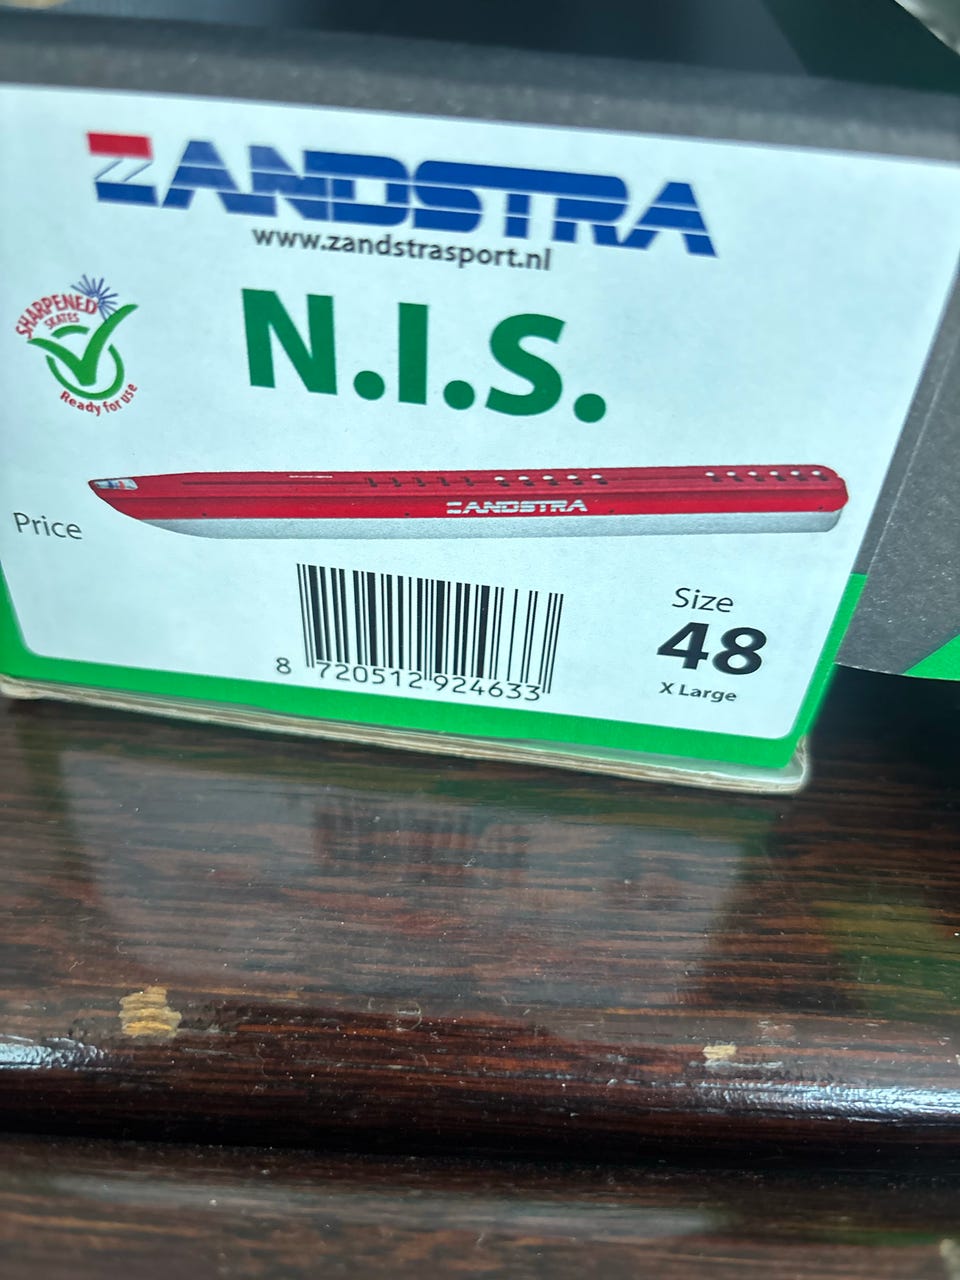 ZANDSTRA
www.zandstrasport.nl
SHARPENED
SKATES
Ready for use
N.I.S.
ZANDSTRA
Price
8 720512 924633
Size
48
X Large